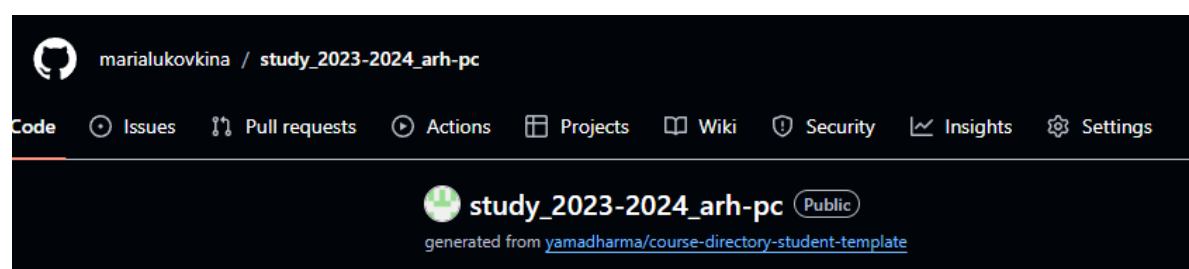 marialukovkina / study_2023-2024_arh-pc
Code Issues Pull requests Actions Projects Wiki Security Insights Settings
study_2023-2024_arh-pc Public
generated from yamadharma/course-directory-student-template